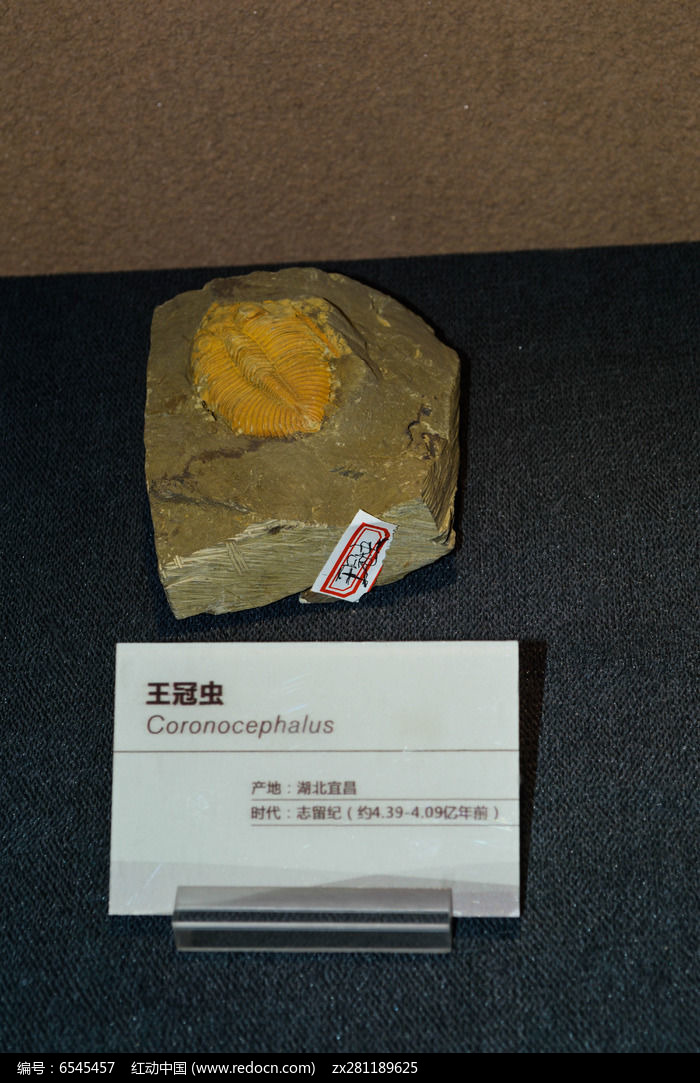 王冠虫
Coronocephalus
产地：湖北宜昌
时代：志留纪（约4.39-4.09亿年前）
编号：6545457 红动中国 (www.redocn.com) zx281189625